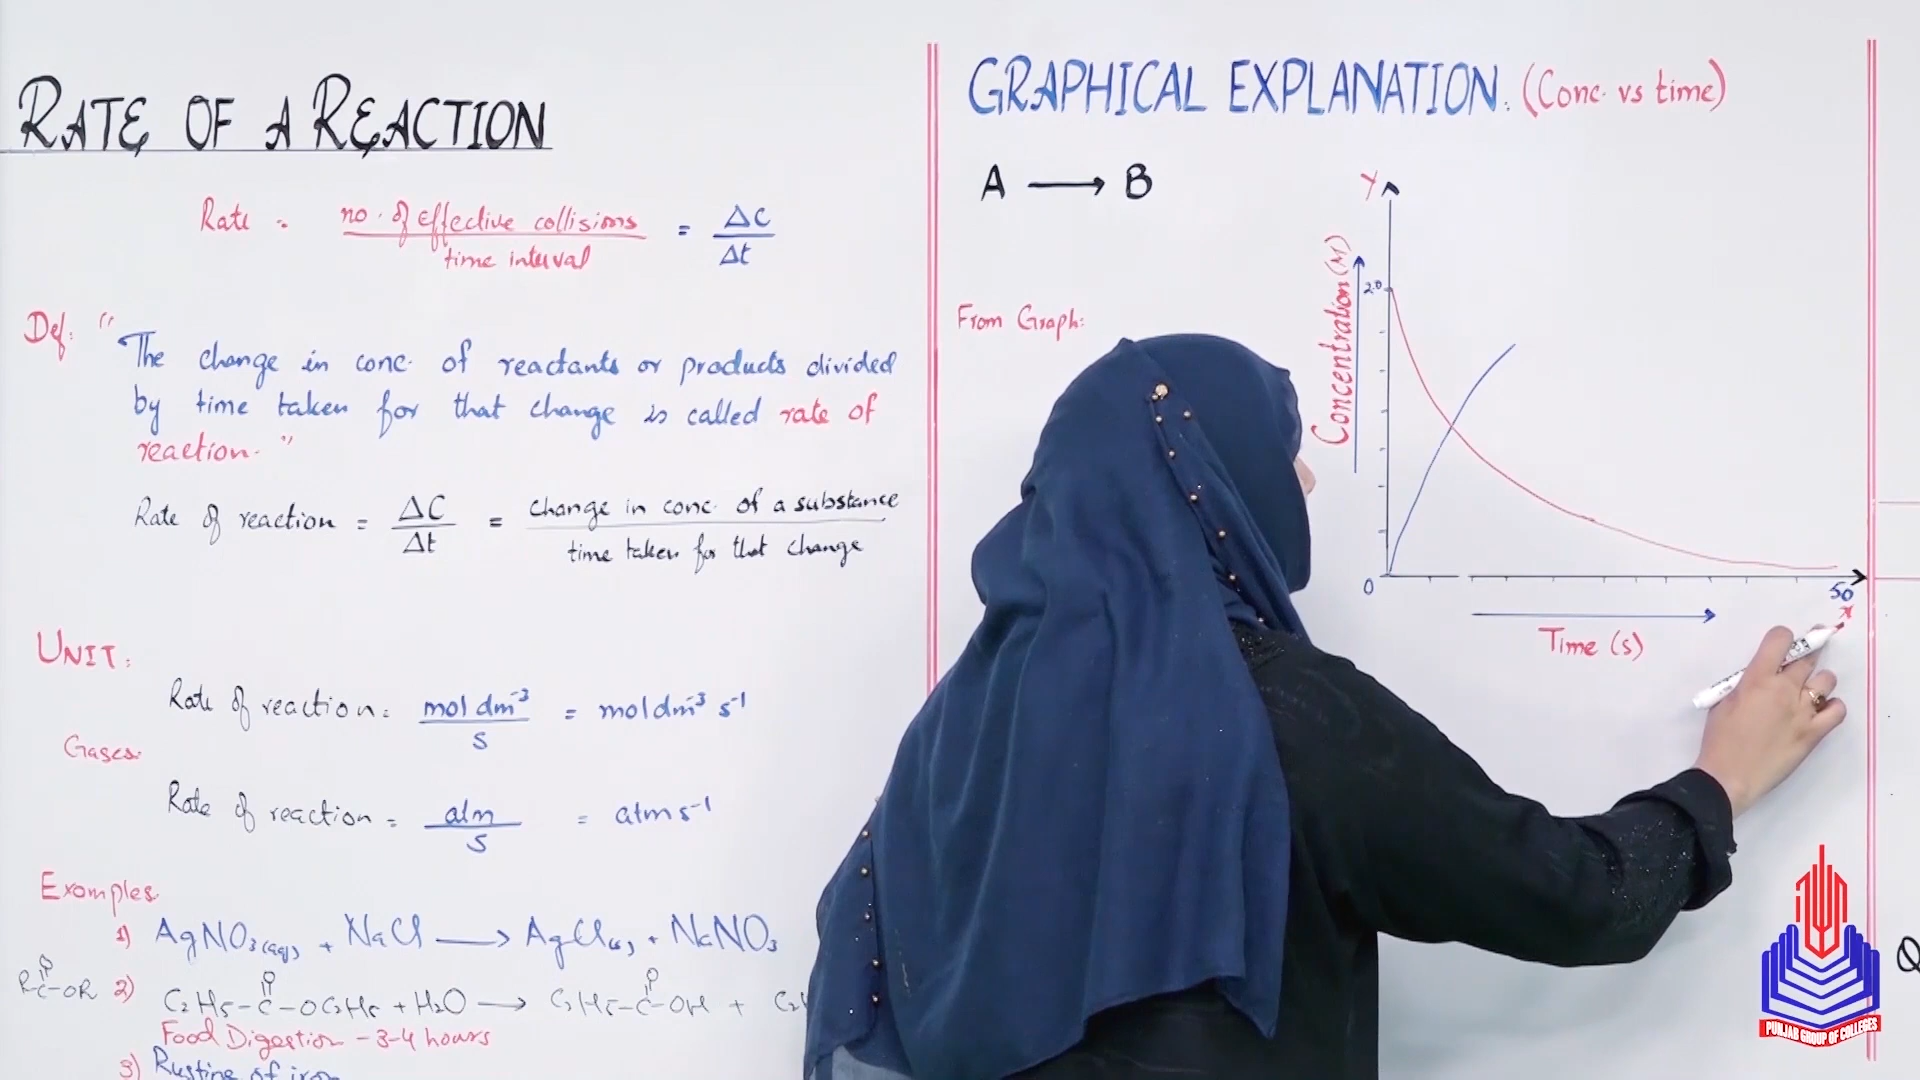 RATE OF A REACTION
Rate = no. of effective collisions / time interval = ΔC / Δt
Def: "The change in conc. of reactants or products divided
by time taken for that change is called rate of
reaction."
Rate of reaction = ΔC / Δt = change in conc. of a substance / time taken for that change
UNIT:
Rate of reaction = mol dm⁻³ / s = mol dm⁻³ s⁻¹
Gases:
Rate of reaction = atm / s = atm s⁻¹
Examples
1) AgNO₃(aq) + NaCl ⟶ AgCl(s) + NaNO₃
R-C-OR
O
2) C₂H₅-C-OC₂H₅ + H₂O ⟶ C₂H₅-C-OH +
O
O
Food Digestion - 3-4 hours
3) Rusting of iron
GRAPHICAL EXPLANATION: (Conc. vs time)
A ⟶ B
From Graph:
Y
Concentration (M)
2.0
0
50
x
Time (s)
PUNJAB GROUP OF COLLEGES